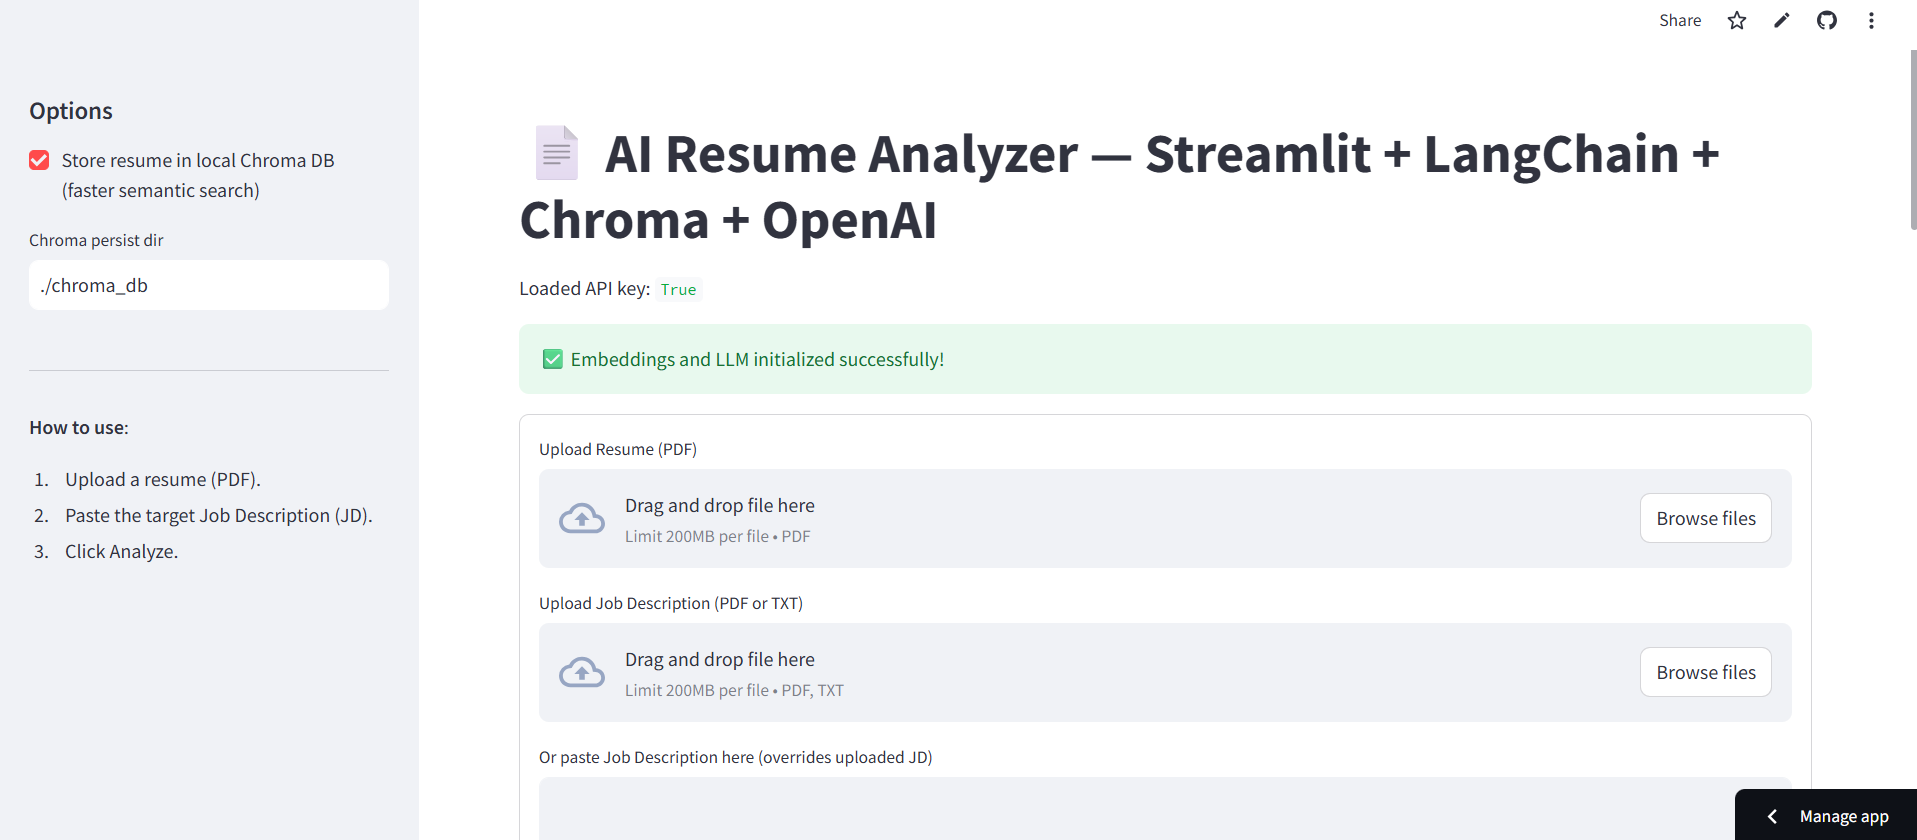 Share
Options
Store resume in local Chroma DB
(faster semantic search)
Chroma persist dir
./chroma_db
How to use:
1. Upload a resume (PDF).
2. Paste the target Job Description (JD).
3. Click Analyze.
AI Resume Analyzer — Streamlit + LangChain +
Chroma + OpenAI
Loaded API key: True
Embeddings and LLM initialized successfully!
Upload Resume (PDF)
Drag and drop file here
Limit 200MB per file • PDF
Browse files
Upload Job Description (PDF or TXT)
Drag and drop file here
Limit 200MB per file • PDF, TXT
Browse files
Or paste Job Description here (overrides uploaded JD)
Manage app